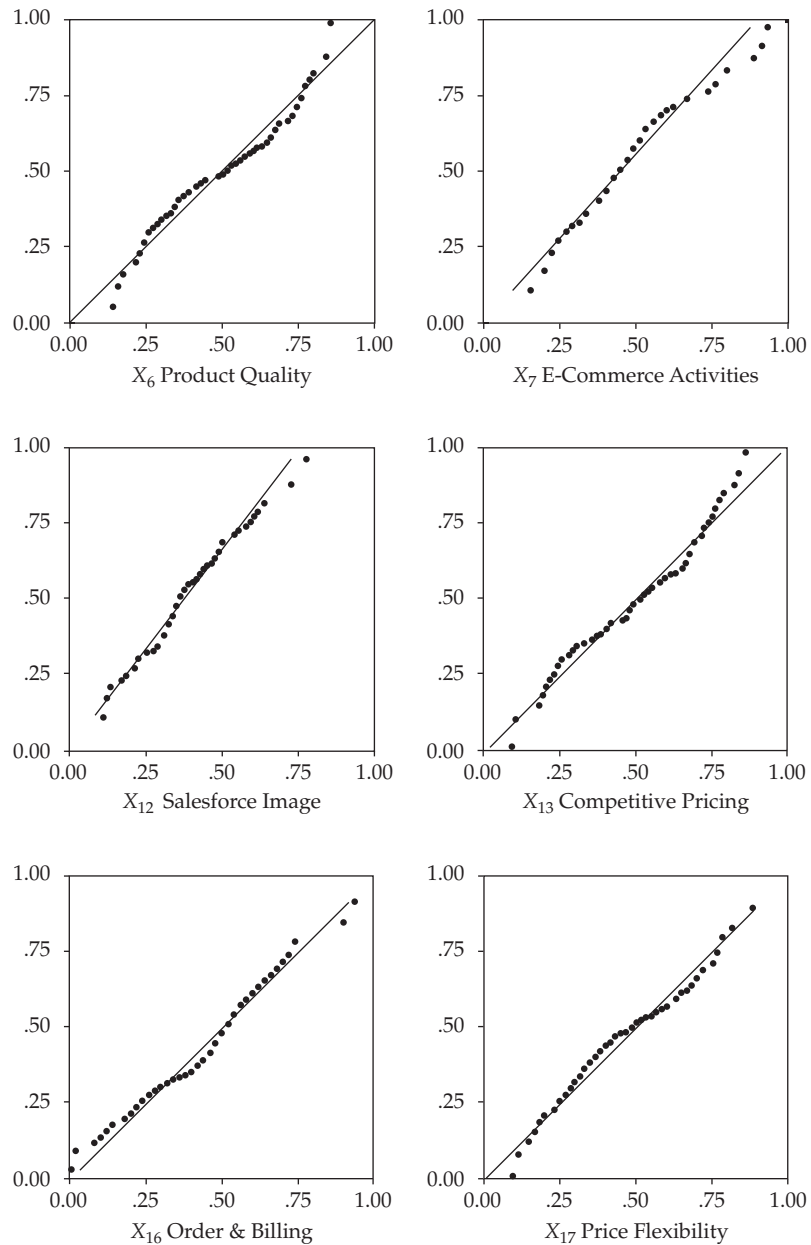 1.00
.75
.50
.25
0.00
0.00 .25 .50 .75 1.00
X6 Product Quality
1.00
.75
.50
.25
0.00
0.00 .25 .50 .75 1.00
X7 E-Commerce Activities
1.00
.75
.50
.25
0.00
0.00 .25 .50 .75 1.00
X12 Salesforce Image
1.00
.75
.50
.25
0.00
0.00 .25 .50 .75 1.00
X13 Competitive Pricing
1.00
.75
.50
.25
0.00
0.00 .25 .50 .75 1.00
X16 Order & Billing
1.00
.75
.50
.25
0.00
0.00 .25 .50 .75 1.00
X17 Price Flexibility